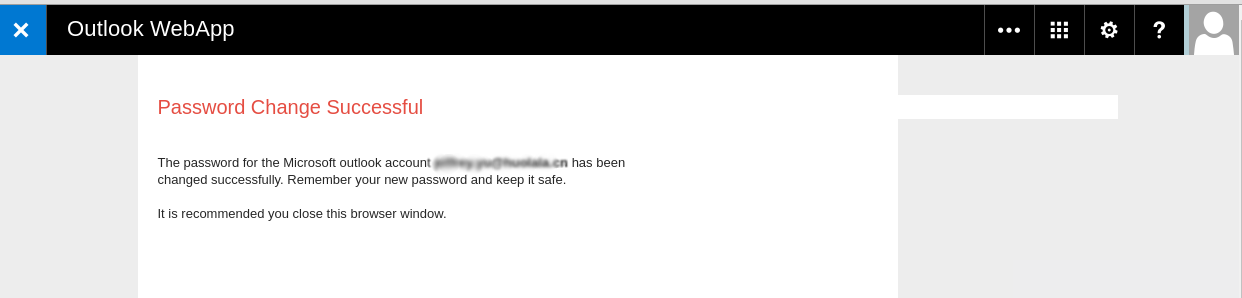 Outlook WebApp
?
Password Change Successful
The password for the Microsoft outlook account has been
changed successfully. Remember your new password and keep it safe.
It is recommended you close this browser window.